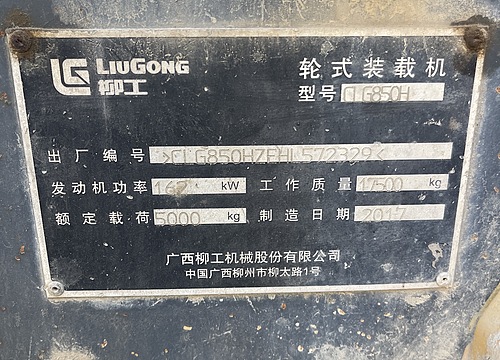 LIUGONG
柳工
轮式装载机
型号 CLG850H
出厂编号 >CLG850HZEHL572329<
发动机功率 162 kW 工作质量 17500 kg
额定载荷 5000 kg 制造日期 2017
广西柳工机械股份有限公司
中国广西柳州市柳太路1号